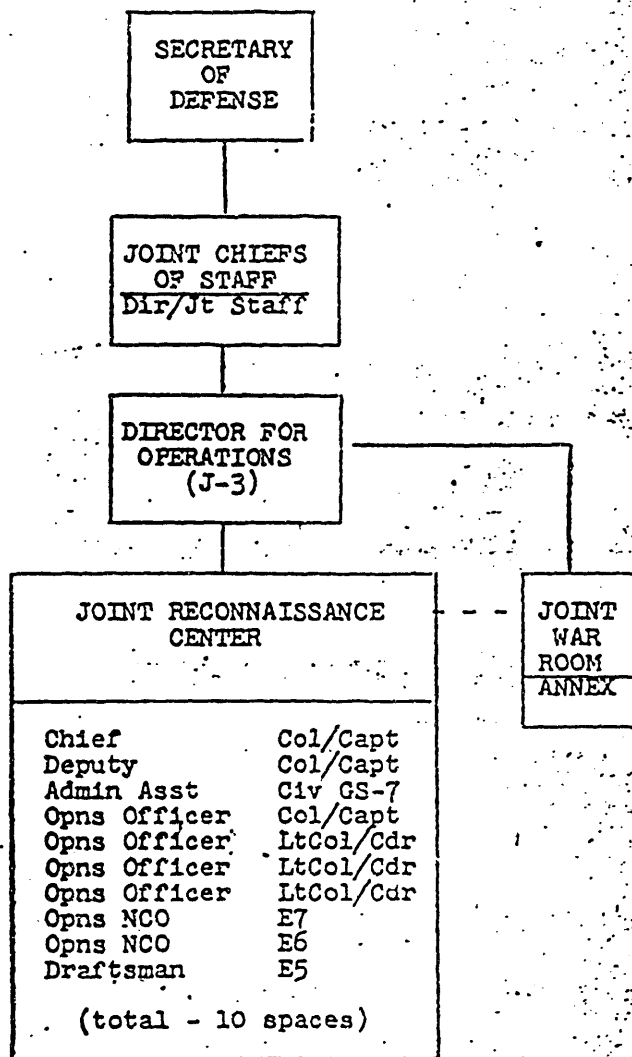 SECRETARY
OF
DEFENSE
JOINT CHIEFS
OF STAFF
Dir/Jt Staff
DIRECTOR FOR
OPERATIONS
(J-3)
JOINT RECONNAISSANCE
CENTER
JOINT
WAR
ROOM
ANNEX
Chief Col/Capt
Deputy Col/Capt
Admin Asst Civ GS-7
Opns Officer Col/Capt
Opns Officer LtCol/Cdr
Opns Officer LtCol/Cdr
Opns Officer LtCol/Cdr
Opns NCO E7
Opns NCO E6
Draftsman E5
(total - 10 spaces)